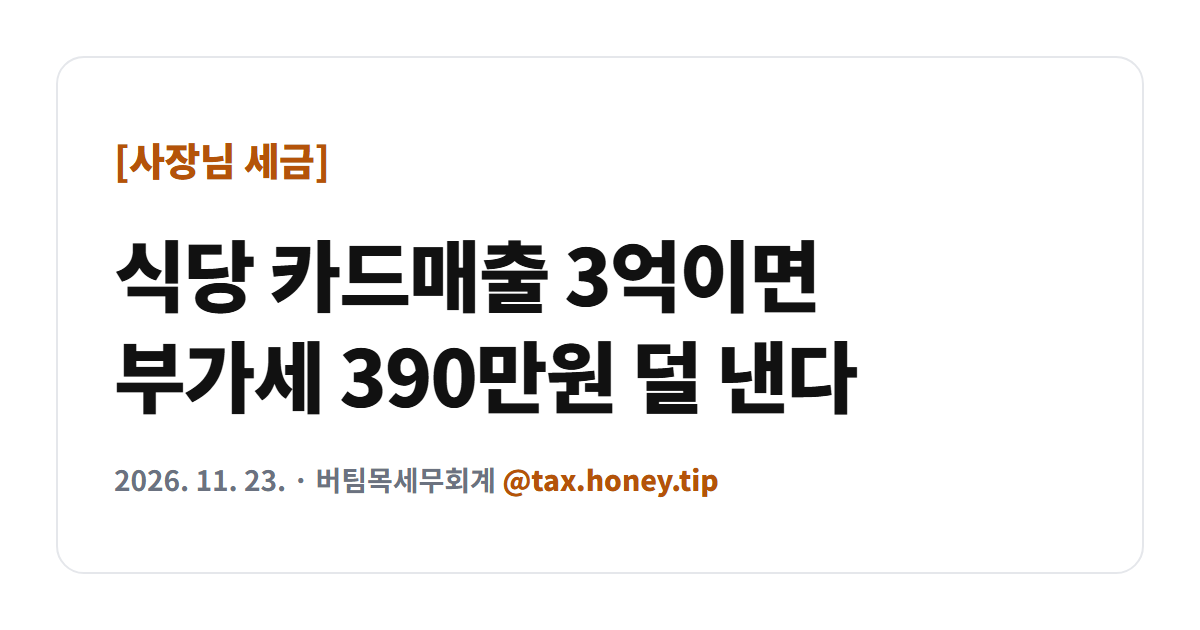 [사장님 세금]
식당 카드매출 3억이면
부가세 390만원 덜 낸다
2026. 11. 23. · 버팀목세무회계 @tax.honey.tip